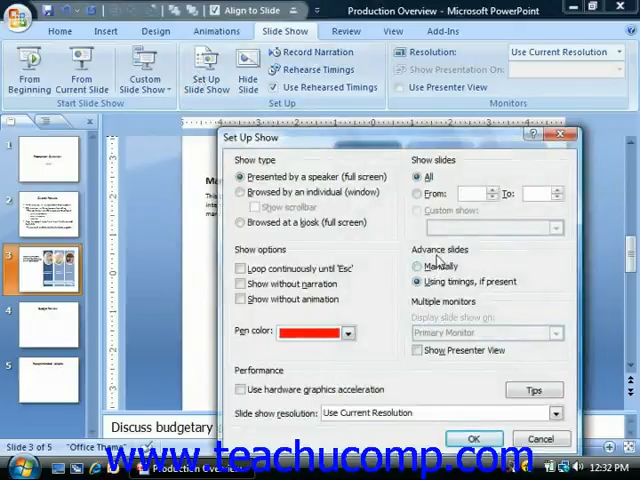 Align to Slide
Production Overview - Microsoft PowerPoint
Home Insert Design Animations Slide Show Review View Add-Ins
From Beginning
From Current Slide
Custom Slide Show
Start Slide Show
Set Up Slide Show
Hide Slide
Record Narration
Rehearse Timings
Use Rehearsed Timings
Set Up
Resolution: Use Current Resolution
Show Presentation On:
Use Presenter View
Monitors
1
2
3
4
5
Set Up Show
Show type
Presented by a speaker (full screen)
Browsed by an individual (window)
Show scrollbar
Browsed at a kiosk (full screen)
Show slides
All
From: To:
Custom show:
Show options
Loop continuously until 'Esc'
Show without narration
Show without animation
Pen color:
Advance slides
Manually
Using timings, if present
Multiple monitors
Display slide show on:
Primary Monitor
Show Presenter View
Performance
Use hardware graphics acceleration
Tips
Slide show resolution: Use Current Resolution
OK Cancel
Discuss budgetary
Slide 3 of 5 "Office Theme"
www.teachucomp.com
Production Overview
12:32 PM